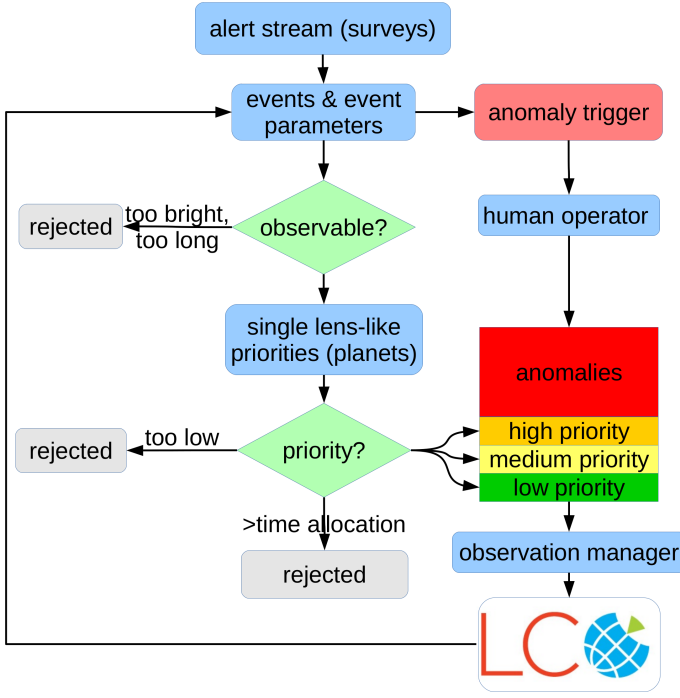 alert stream (surveys)
events & event
parameters
anomaly trigger
too bright,
too long
rejected
observable?
human operator
single lens-like
priorities (planets)
anomalies
too low
rejected
priority?
high priority
medium priority
low priority
>time allocation
observation manager
rejected
LCO